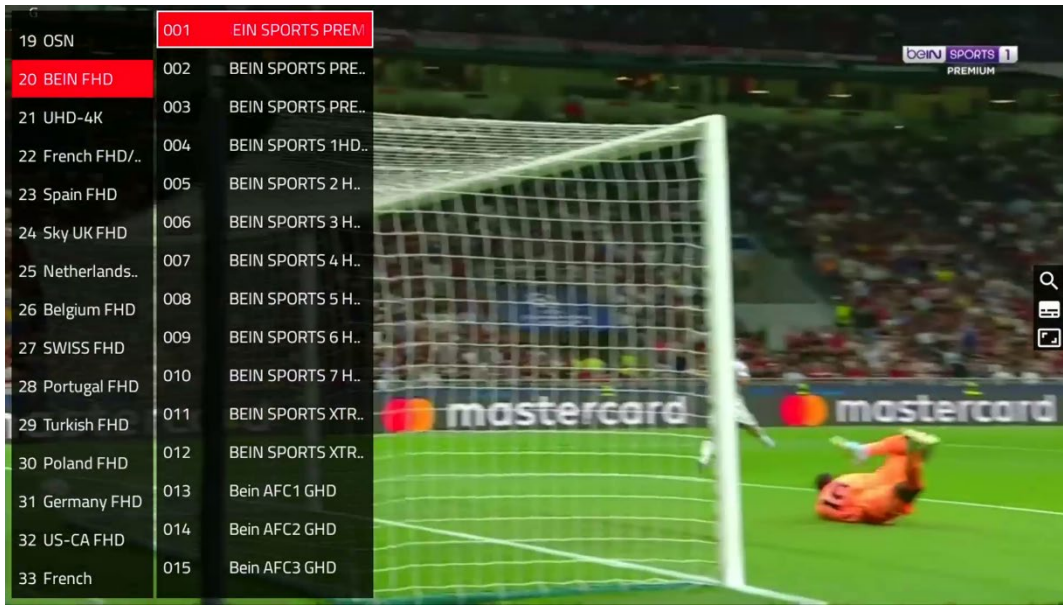 G
19 OSN
20 BEIN FHD
21 UHD-4K
22 French FHD/..
23 Spain FHD
24 Sky UK FHD
25 Netherlands..
26 Belgium FHD
27 SWISS FHD
28 Portugal FHD
29 Turkish FHD
30 Poland FHD
31 Germany FHD
32 US-CA FHD
33 French
001 EIN SPORTS PREM
002 BEIN SPORTS PRE..
003 BEIN SPORTS PRE..
004 BEIN SPORTS 1HD..
005 BEIN SPORTS 2 H..
006 BEIN SPORTS 3 H..
007 BEIN SPORTS 4 H..
008 BEIN SPORTS 5 H..
009 BEIN SPORTS 6 H..
010 BEIN SPORTS 7 H..
011 BEIN SPORTS XTR..
012 BEIN SPORTS XTR..
013 Bein AFC1 GHD
014 Bein AFC2 GHD
015 Bein AFC3 GHD
beIN SPORTS 1
PREMIUM
mastercard
mastercard